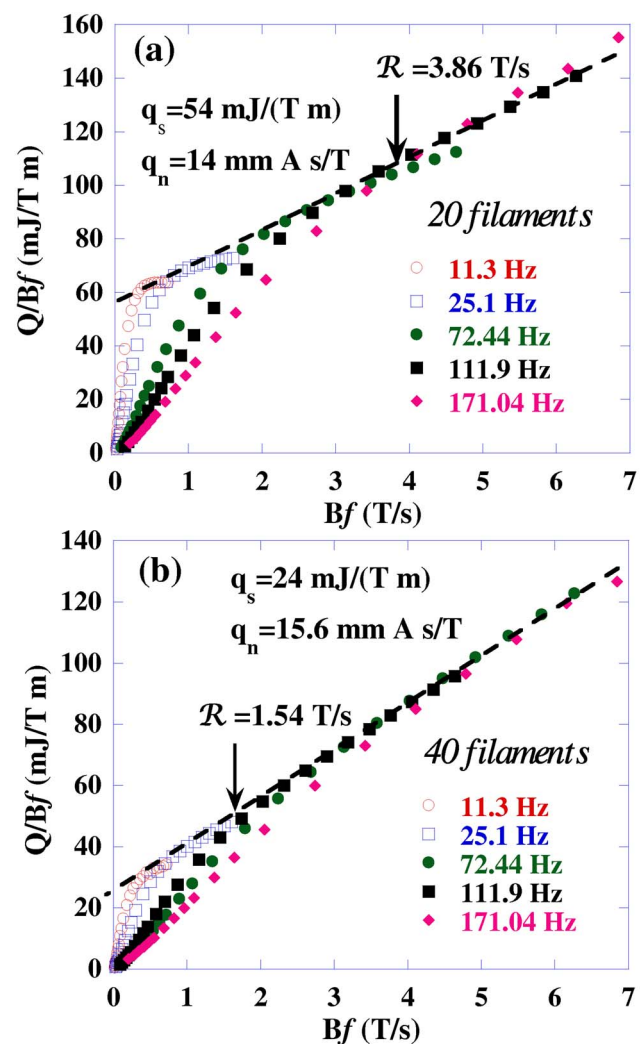 160
140
120
100
80
60
40
20
0
Q/Bf (mJ/T m)
(a)
R =3.86 T/s
qs=54 mJ/(T m)
qn=14 mm A s/T
20 filaments
11.3 Hz
25.1 Hz
72.44 Hz
111.9 Hz
171.04 Hz
0 1 2 3 4 5 6 7
Bf (T/s)
140
120
100
80
60
40
20
0
Q/Bf (mJ/T m)
(b)
qs=24 mJ/(T m)
qn=15.6 mm A s/T
R =1.54 T/s
40 filaments
11.3 Hz
25.1 Hz
72.44 Hz
111.9 Hz
171.04 Hz
0 1 2 3 4 5 6 7
Bf (T/s)